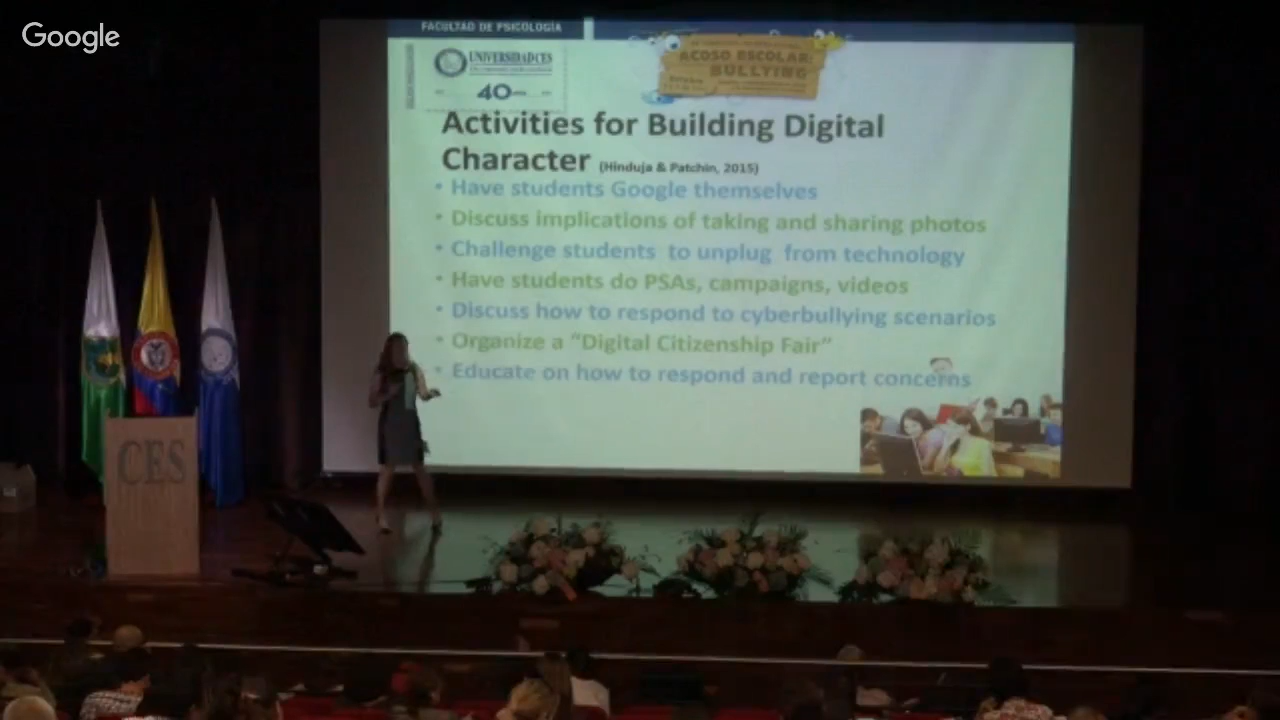 Google
FACULTAD DE PSICOLOGÍA
UNIVERSIDAD CES
40
ACOSO ESCOLAR:
BULLYING
Activities for Building Digital
Character (Hinduja & Patchin, 2015)
• Have students Google themselves
• Discuss implications of taking and sharing photos
• Challenge students to unplug from technology
• Have students do PSAs, campaigns, videos
• Discuss how to respond to cyberbullying scenarios
• Organize a “Digital Citizenship Fair”
• Educate on how to respond and report concerns
CES